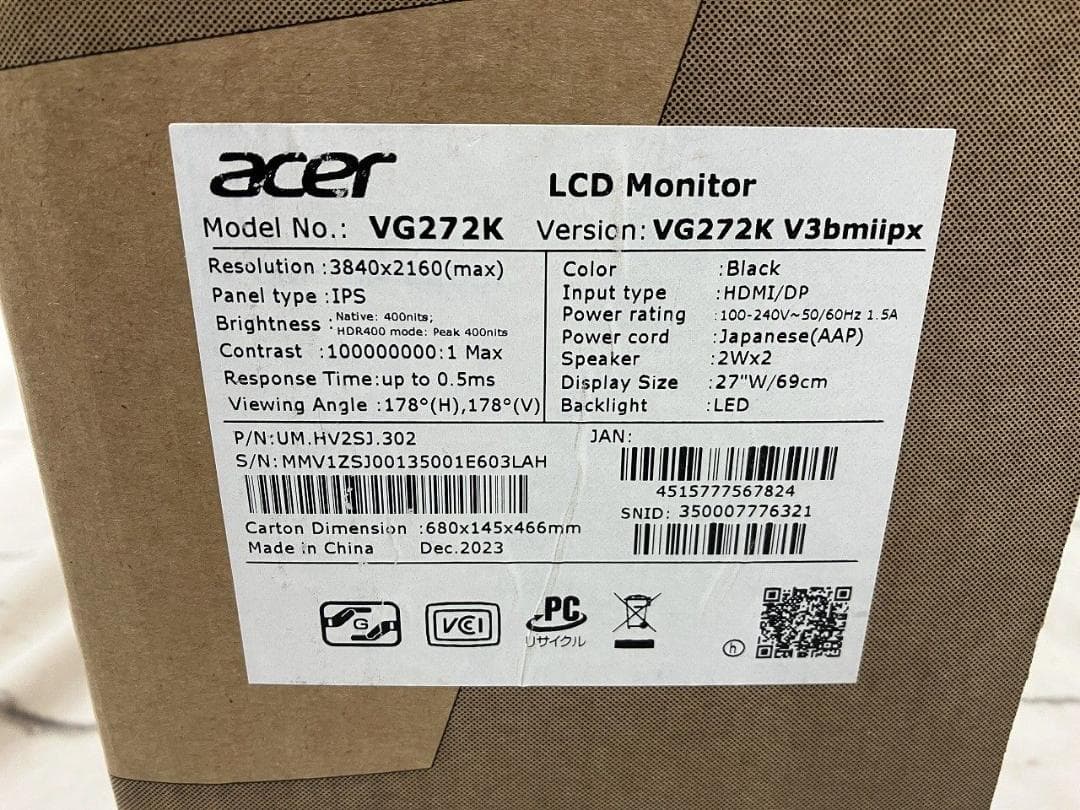 acer
LCD Monitor
Model No.: VG272K Version: VG272K V3bmiipx
Resolution :3840x2160(max)
Panel type :IPS
Brightness : Native: 400nits;
HDR400 mode: Peak 400nits
Contrast :100000000:1 Max
Response Time:up to 0.5ms
Viewing Angle :178°(H),178°(V)
Color :Black
Input type :HDMI/DP
Power rating :100-240V~50/60Hz 1.5A
Power cord :Japanese(AAP)
Speaker :2Wx2
Display Size :27"W/69cm
Backlight :LED
P/N:UM.HV2SJ.302
S/N:MMV1ZSJ00135001E603LAH
Carton Dimension :680x145x466mm
Made in China Dec.2023
JAN:
4515777567824
SNID: 350007776321
G
VCCI
PC
リサイクル
h